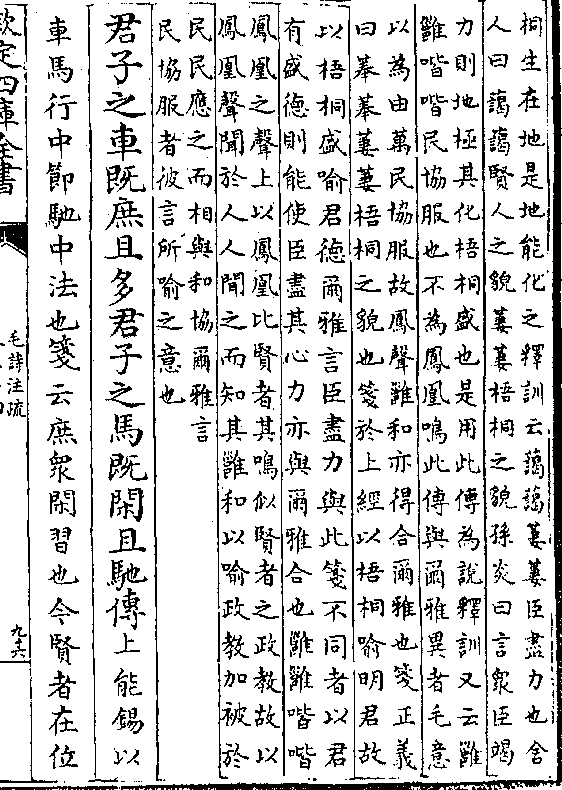 桐生在地是地能化之釋訓云藹藹萋萋臣盡力也舍
人曰藹藹賢人之貌萋萋梧桐之貌孫炎曰言衆臣竭
力則地極其化梧桐盛也是用此傳為說釋訓又云雝
雝喈喈民協服也不為鳳凰鳴此傳與爾雅異者毛意
以為由萬民協服故鳳聲雝和亦得合爾雅也箋正義
曰菶菶萋萋梧桐之貌也箋於上經以梧桐喻明君故
以梧桐盛喻君德爾雅言臣盡力與此箋不同者以君
有盛德則能使臣盡其心力亦與爾雅合也雝雝喈喈
鳳凰之聲上以鳳凰比賢者其鳴似賢者之政教故以
鳳凰聲聞於人人聞之而知其雝和以喻政教加被於
民民應之而相與和協爾雅言
民協服者彼言所喻之意也
君子之車既庶且多君子之馬既閑且馳傳上能錫以
車馬行中節馳中法也箋云庶衆閑習也今賢者在位
欽定四庫全書
毛詩注疏
九十六